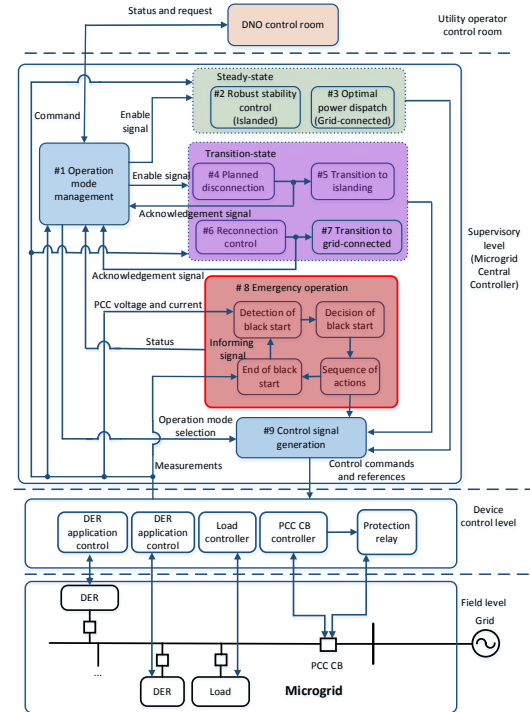 Status and request
DNO control room
Utility operator
control room
Steady-state
#2 Robust stability
control
(Islanded)
#3 Optimal
power dispatch
(Grid-connected)
Command
Enable
signal
#1 Operation
mode
management
Transition-state
Enable signal
#4 Planned
disconnection
#5 Transition to
islanding
Acknowledgement signal
#6 Reconnection
control
#7 Transition to
grid-connected
Acknowledgement signal
Supervisory
level
(Microgrid
Central
Controller)
# 8 Emergency operation
PCC voltage and current
Detection of
black start
Decision of
black start
Status
Informing
signal
End of black
start
Sequence of
actions
Operation mode
selection
#9 Control signal
generation
Measurements
Control commands
and references
DER
application
control
DER
application
control
Load
controller
PCC CB
controller
Protection
relay
Device
control level
DER
Field level
Grid
...
PCC CB
DER
Load
Microgrid